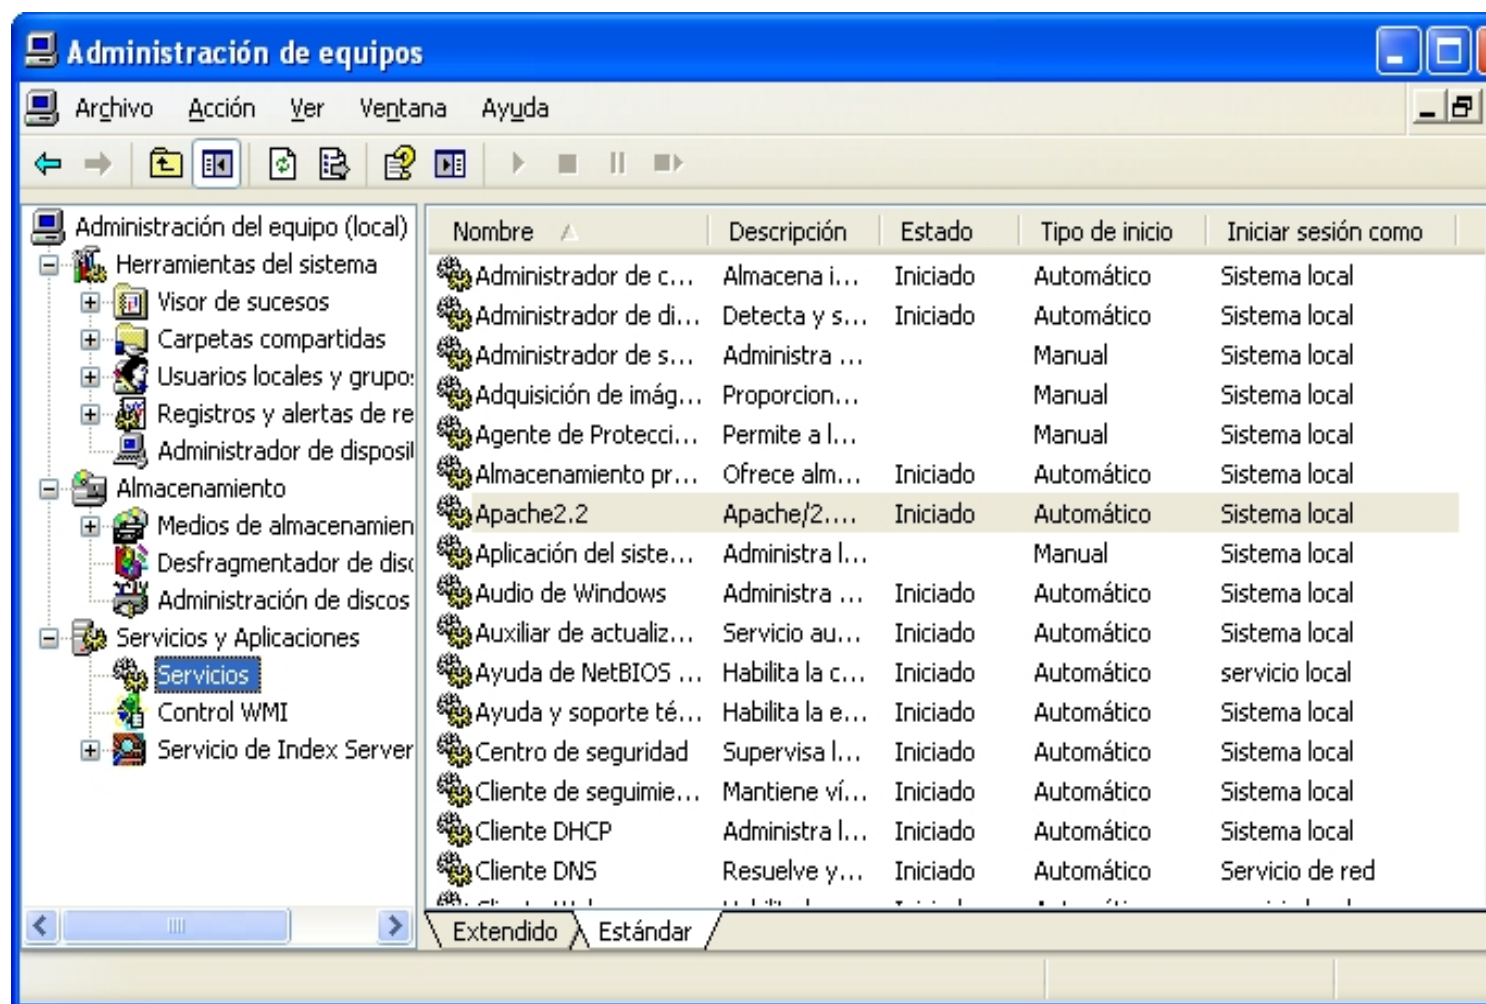 Administración de equipos
Archivo Acción Ver Ventana Ayuda
Administración del equipo (local)
Herramientas del sistema
Visor de sucesos
Carpetas compartidas
Usuarios locales y grupo
Registros y alertas de re
Administrador de disposi
Almacenamiento
Medios de almacenamien
Desfragmentador de disc
Administración de discos
Servicios y Aplicaciones
Servicios
Control WMI
Servicio de Index Server
Nombre Descripción Estado Tipo de inicio Iniciar sesión como
Administrador de c... Almacena i... Iniciado Automático Sistema local
Administrador de di... Detecta y s... Iniciado Automático Sistema local
Administrador de s... Administra ... Manual Sistema local
Adquisición de imág... Proporcion... Manual Sistema local
Agente de Protecci... Permite a l... Manual Sistema local
Almacenamiento pr... Ofrece alm... Iniciado Automático Sistema local
Apache2.2 Apache/2.... Iniciado Automático Sistema local
Aplicación del siste... Administra l... Manual Sistema local
Audio de Windows Administra ... Iniciado Automático Sistema local
Auxiliar de actualiz... Servicio au... Iniciado Automático Sistema local
Ayuda de NetBIOS ... Habilita la c... Iniciado Automático servicio local
Ayuda y soporte té... Habilita la e... Iniciado Automático Sistema local
Centro de seguridad Supervisa l... Iniciado Automático Sistema local
Cliente de seguimie... Mantiene ví... Iniciado Automático Sistema local
Cliente DHCP Administra l... Iniciado Automático Sistema local
Cliente DNS Resuelve y... Iniciado Automático Servicio de red
Extendido Estándar